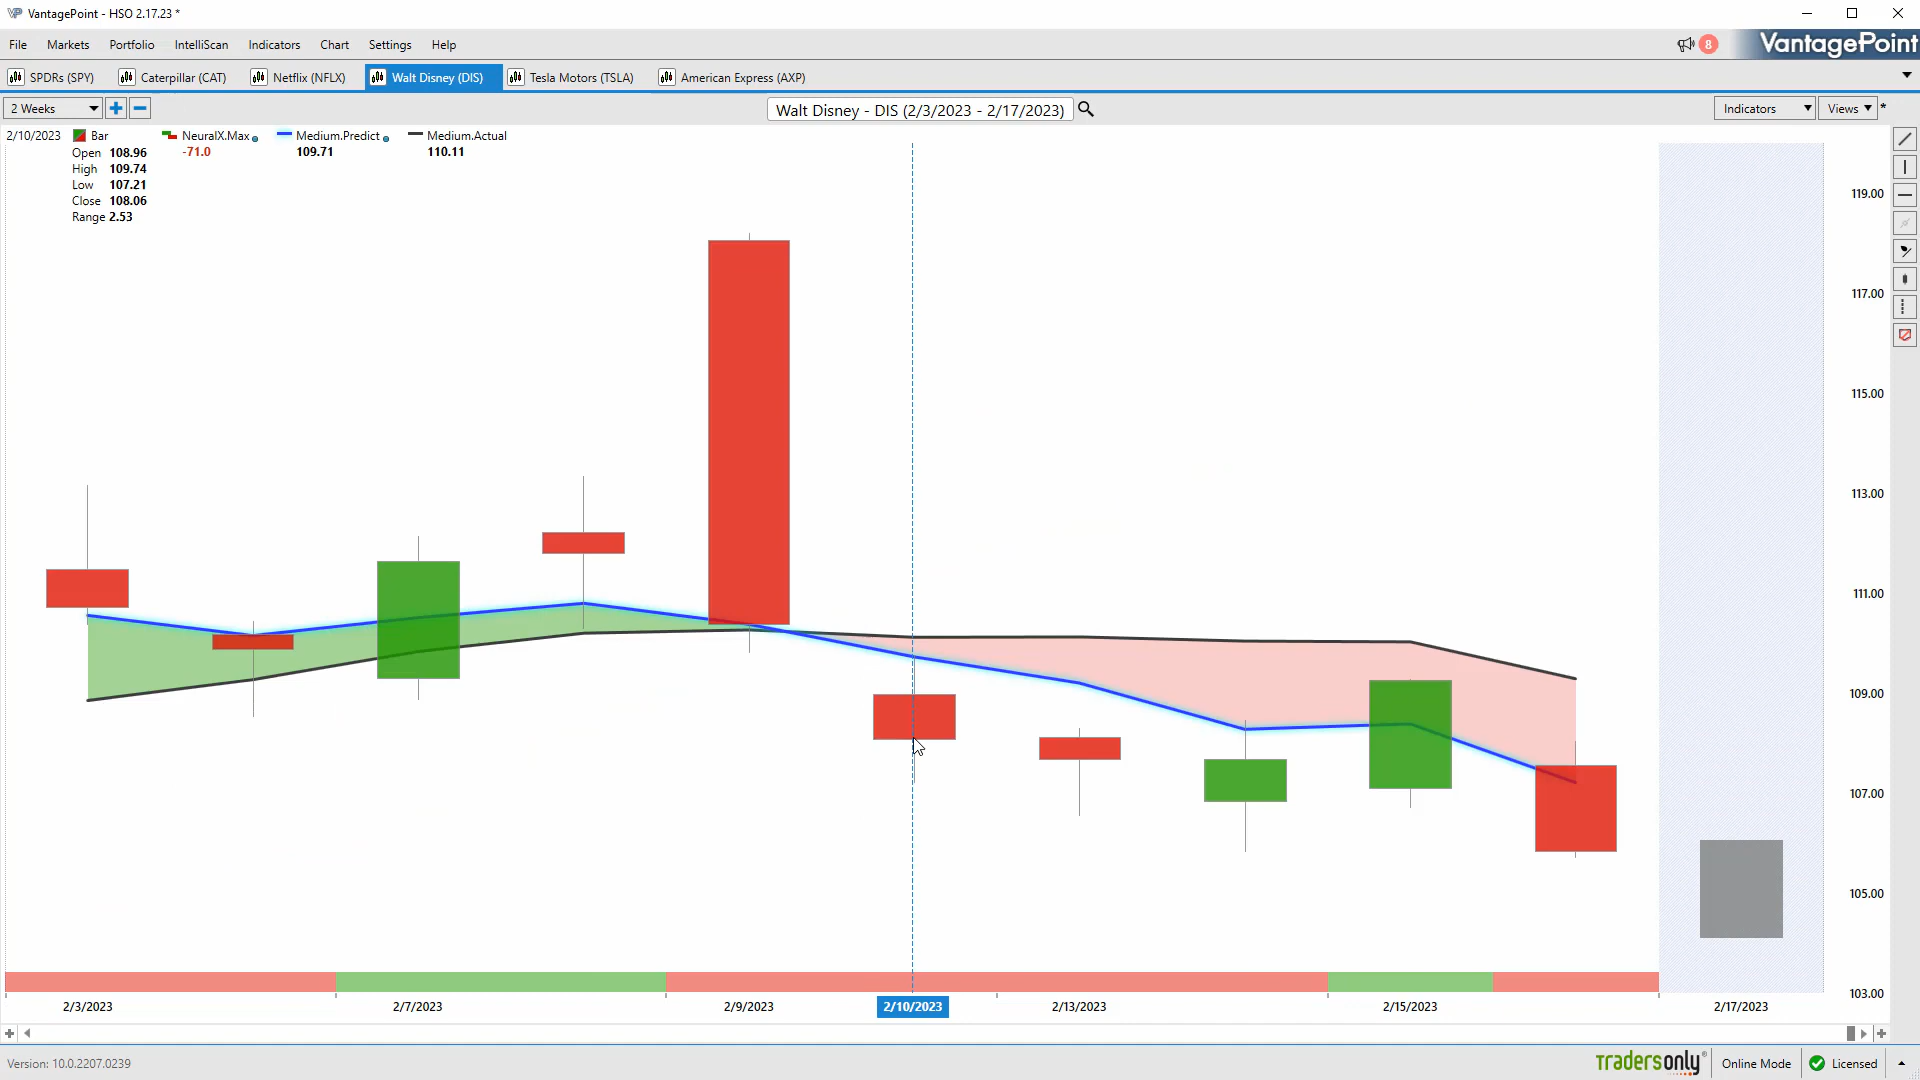 VP VantagePoint - HSO 2.17.23 *
File Markets Portfolio IntelliScan Indicators Chart Settings Help 8 VantagePoint
SPDRs (SPY) Caterpillar (CAT) Netflix (NFLX) Walt Disney (DIS) Tesla Motors (TSLA) American Express (AXP)
2 Weeks Walt Disney - DIS (2/3/2023 - 2/17/2023) Indicators Views *
2/10/2023 Bar NeuralX.Max Medium.Predict Medium.Actual
Open 108.96 -71.0 109.71 110.11
High 109.74
Low 107.21
Close 108.06
Range 2.53
119.00
117.00
115.00
113.00
111.00
109.00
107.00
105.00
103.00
2/3/2023 2/7/2023 2/9/2023 2/10/2023 2/13/2023 2/15/2023 2/17/2023
Version: 10.0.2207.0239 tradersonly Online Mode Licensed